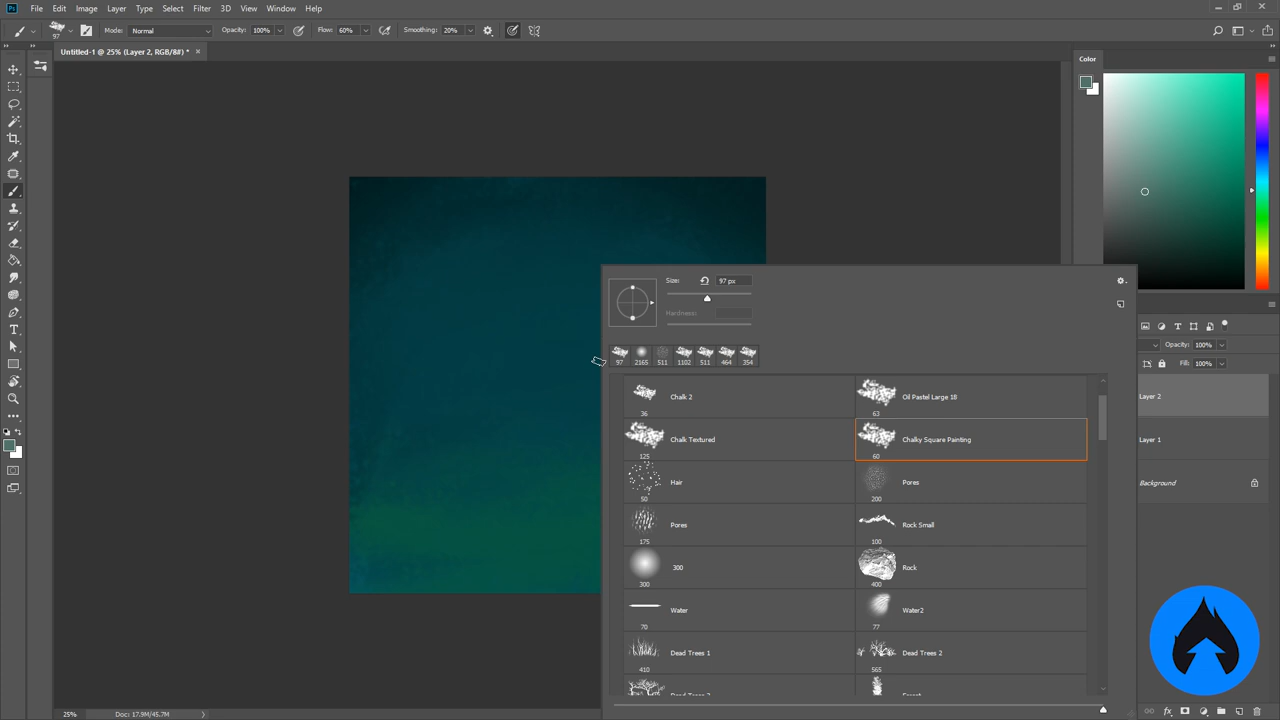 Ps File Edit Image Layer Type Select Filter 3D View Window Help
97 Mode: Normal Opacity: 100% Flow: 60% Smoothing: 20%
Untitled-1 @ 25% (Layer 2, RGB/8#) *
Color
Size: 97 px
Hardness:
97 2165 511 1102 511 464 354
Chalk 2
36
Oil Pastel Large 18
63
Chalk Textured
125
Chalky Square Painting
60
Hair
50
Pores
200
Pores
175
Rock Small
100
300
300
Rock
400
Water
70
Water2
77
Dead Trees 1
410
Dead Trees 2
565
Opacity: 100%
Fill: 100%
Layer 2
Layer 1
Background
25% Doc: 17.9M/45.7M